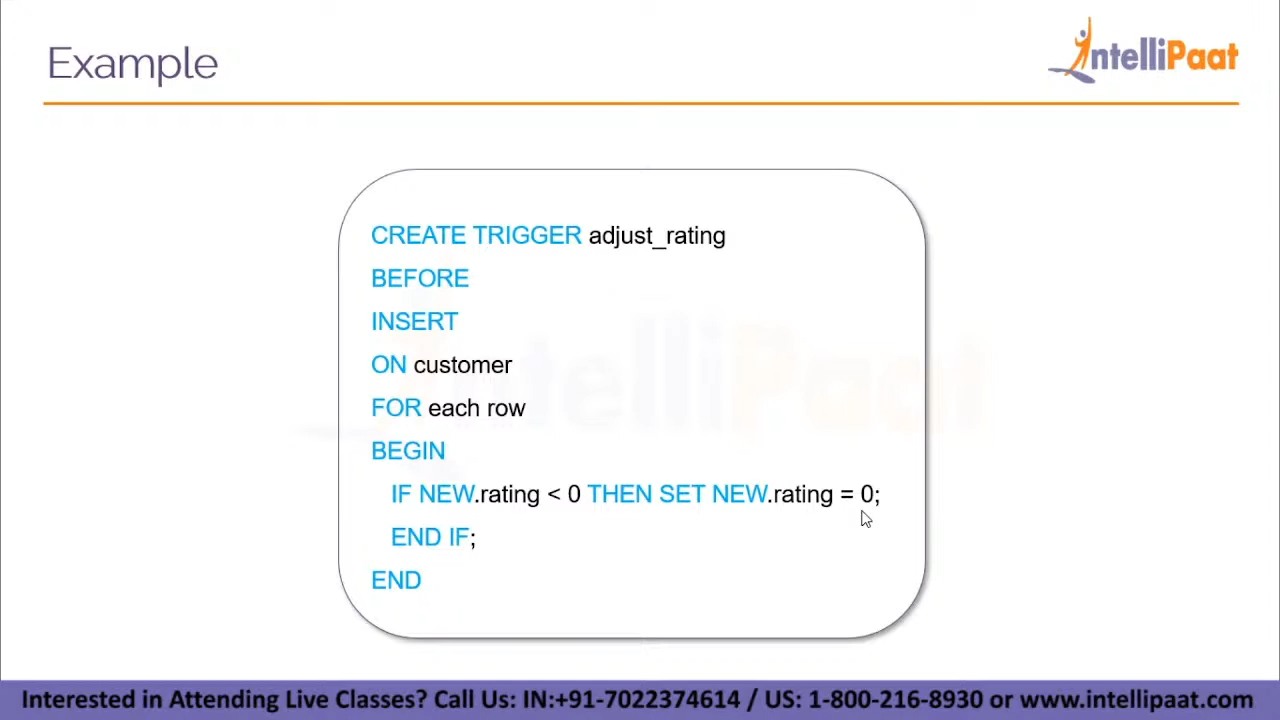 Example
IntelliPaat
CREATE TRIGGER adjust_rating
BEFORE
INSERT
ON customer
FOR each row
BEGIN
IF NEW.rating < 0 THEN SET NEW.rating = 0;
END IF;
END
IntelliPaat
Interested in Attending Live Classes? Call Us: IN:+91-7022374614 / US: 1-800-216-8930 or www.intellipaat.com